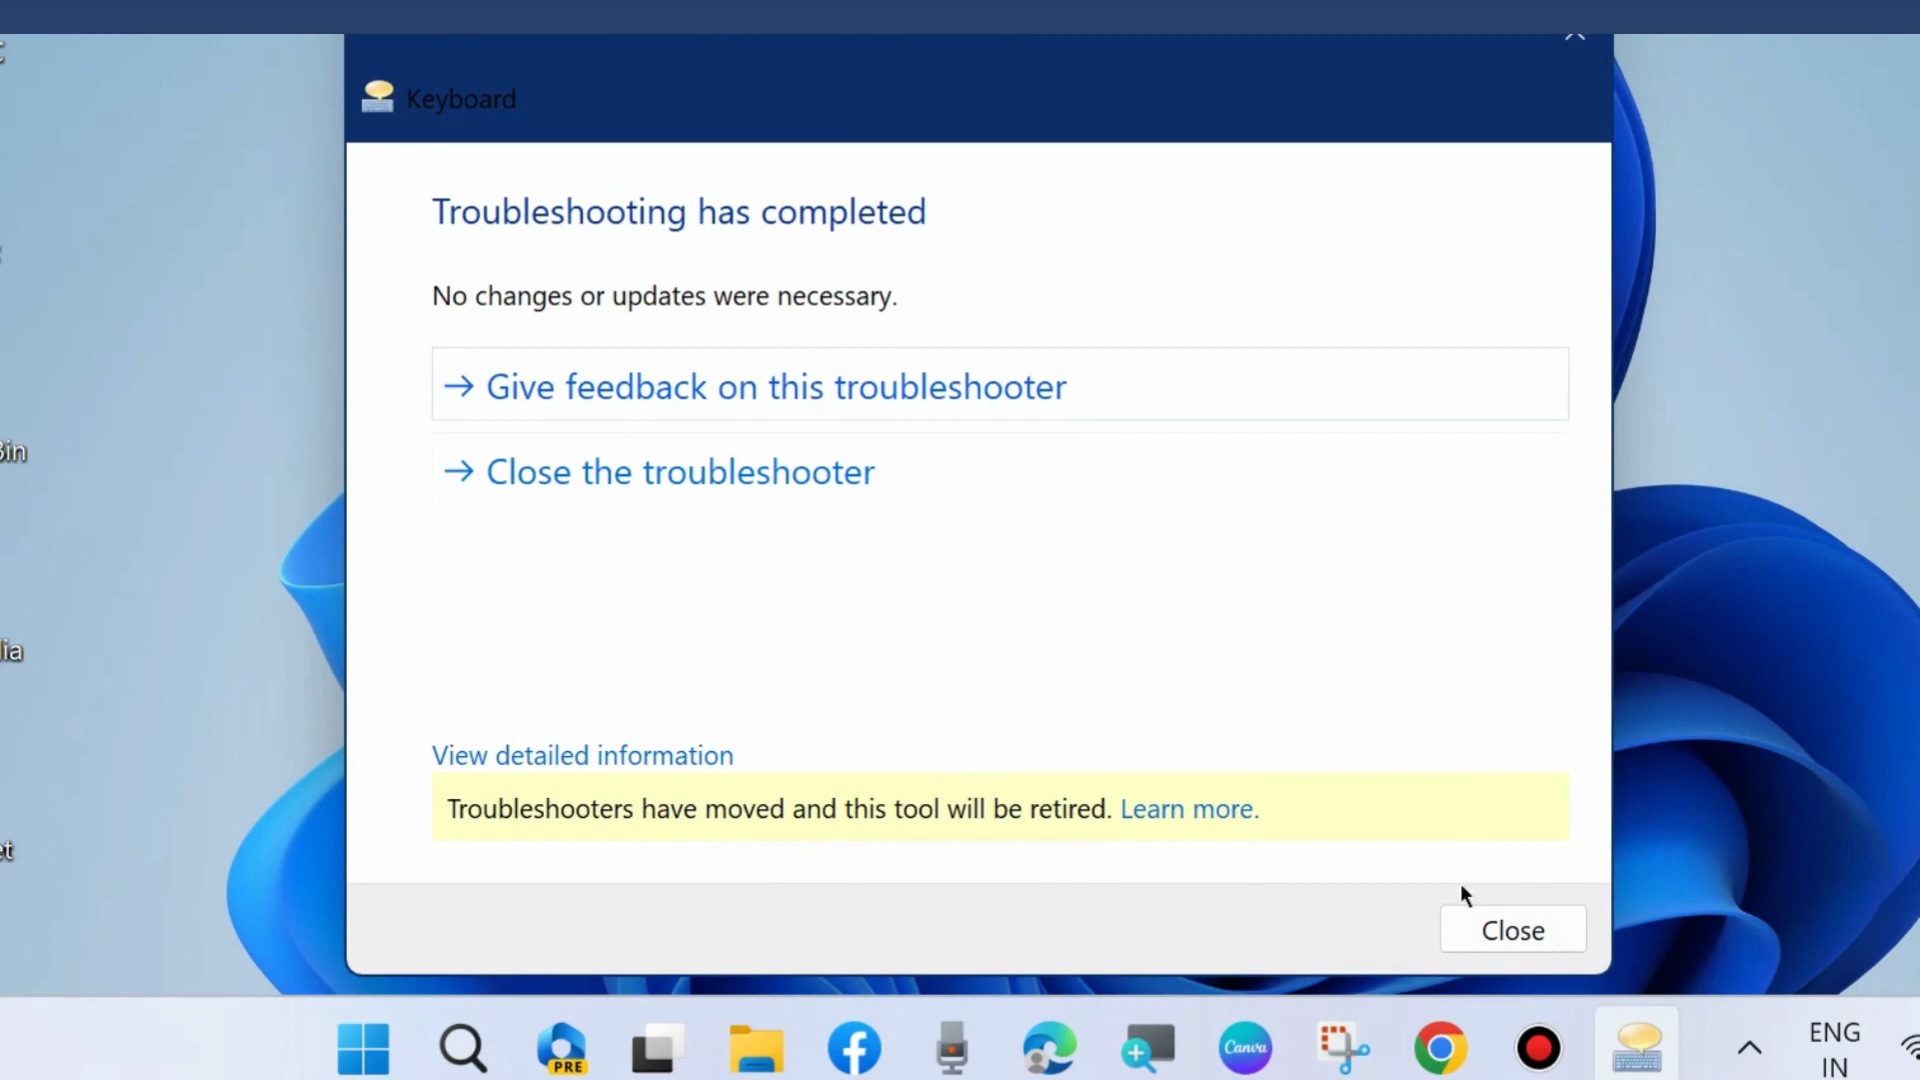 Keyboard
Troubleshooting has completed
No changes or updates were necessary.
→ Give feedback on this troubleshooter
→ Close the troubleshooter
Bin
View detailed information
Troubleshooters have moved and this tool will be retired. Learn more.
Close
PRE
Canva
ENG
IN